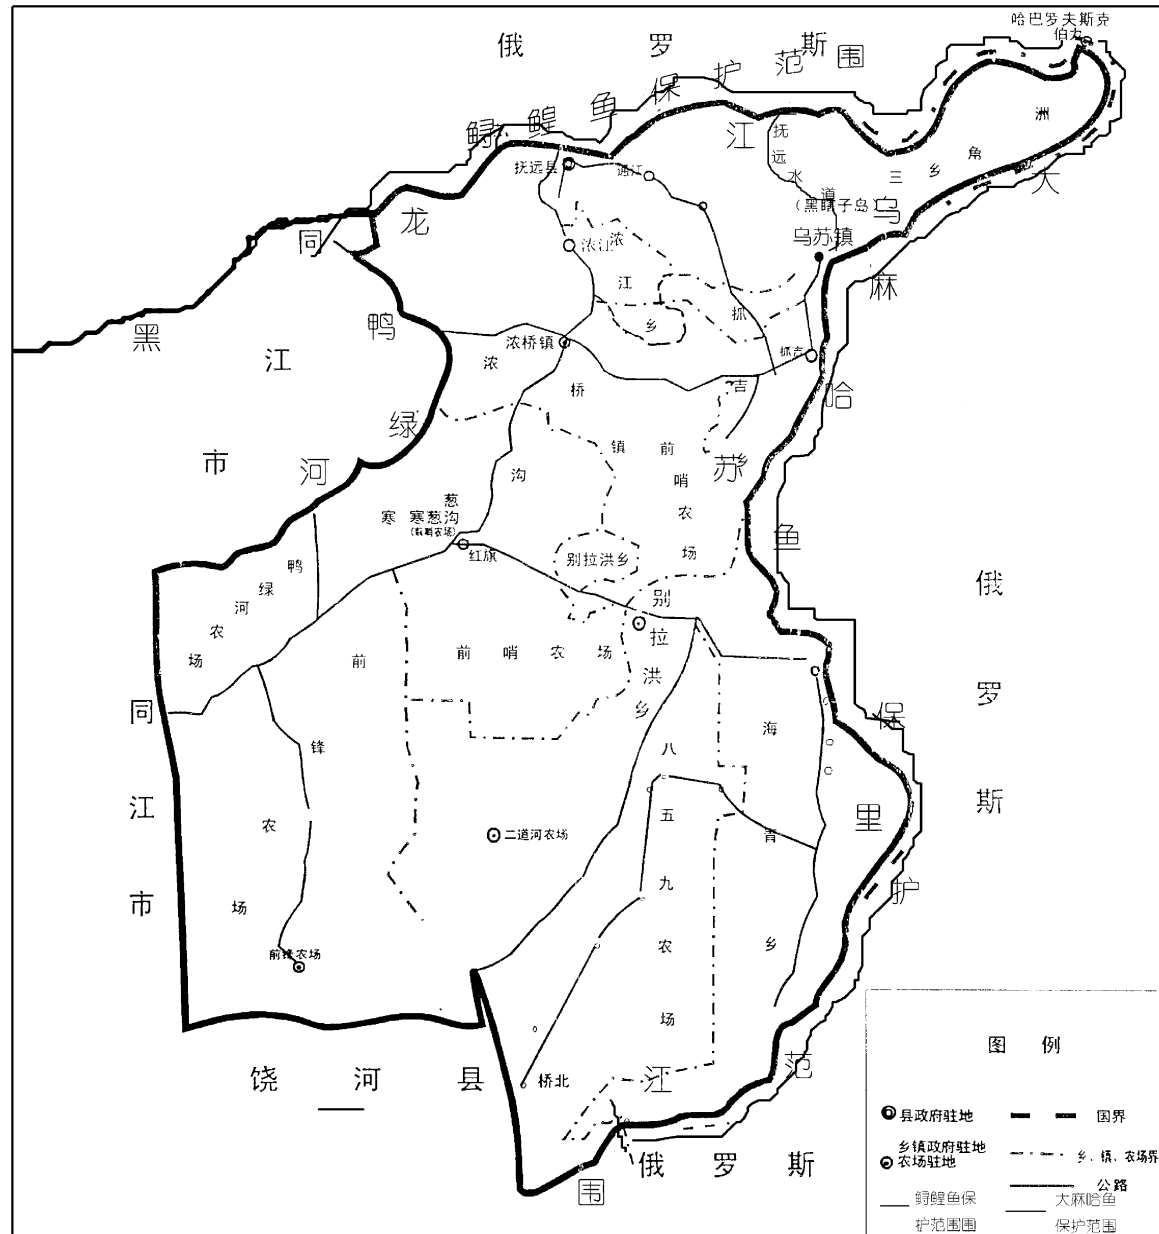 哈巴罗夫斯克
伯力
俄罗斯
鲟鳇鱼保护范围
抚远县
浓江
浓江乡
抚远水道
三乡角洲
(黑瞎子岛)
乌苏镇
黑龙江
乌苏里江
大麻哈鱼保护范围
同江市
鸭绿河
浓桥镇
浓桥镇
抓吉
抓吉乡
前哨农场
寒葱沟
寒葱沟
(前哨农场)
红旗
别拉洪乡
别拉洪乡
鸭绿河农场
前哨农场
前锋农场
前锋农场
同江市
二道河农场
八五九农场
海青乡
俄罗斯
桥北
饶河县
俄罗斯
图例
县政府驻地
国界
乡镇政府驻地
农场驻地
乡、镇、农场界
公路
鲟鳇鱼保
护范围围
大麻哈鱼
保护范围